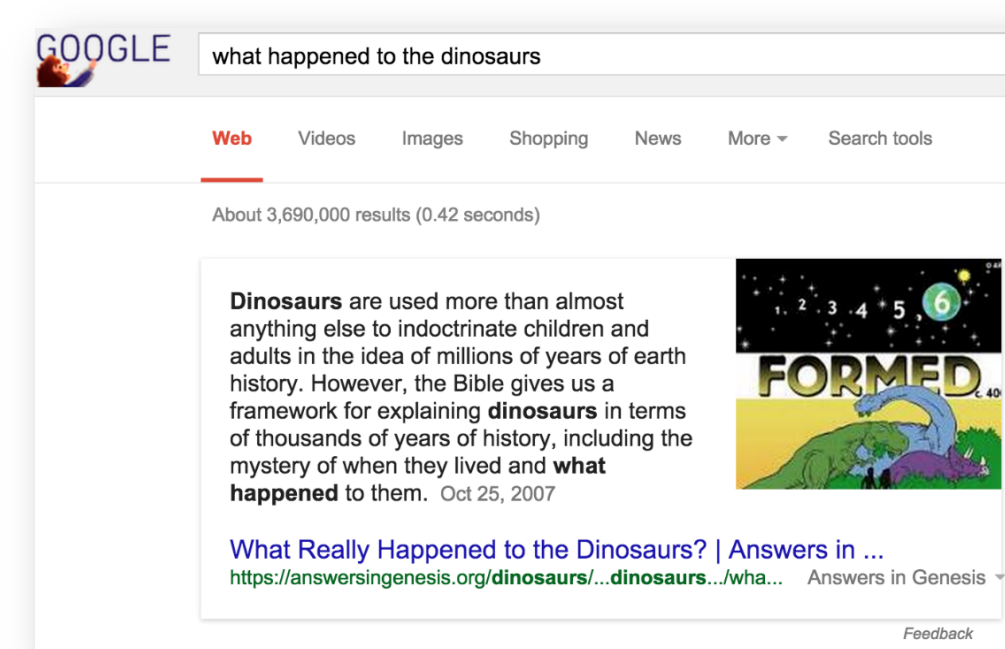 GOOGLE
what happened to the dinosaurs
Web Videos Images Shopping News More Search tools
About 3,690,000 results (0.42 seconds)
Dinosaurs are used more than almost
anything else to indoctrinate children and
adults in the idea of millions of years of earth
history. However, the Bible gives us a
framework for explaining dinosaurs in terms
of thousands of years of history, including the
mystery of when they lived and what
happened to them. Oct 25, 2007
1. 2. 3. 4. 5, 6
FORMED
c. 40
What Really Happened to the Dinosaurs? | Answers in ...
https://answersingenesis.org/dinosaurs/...dinosaurs.../wha... Answers in Genesis
Feedback